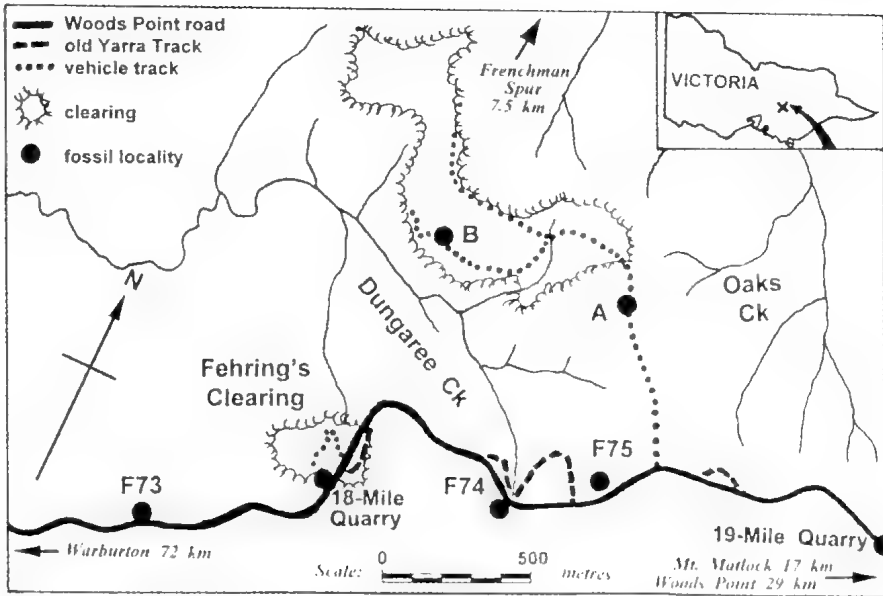 Woods Point road
old Yarra Track
vehicle track
clearing
fossil locality
Frenchman
Spur
7.5 km
VICTORIA
N
B
A
Dungaree Ck
Oaks
Ck
Fehring's
Clearing
F73
18-Mile
Quarry
F74
F75
19-Mile Quarry
Warburton 72 km
Scale:
0
500
metres
Mt. Matlock 17 km
Woods Point 29 km